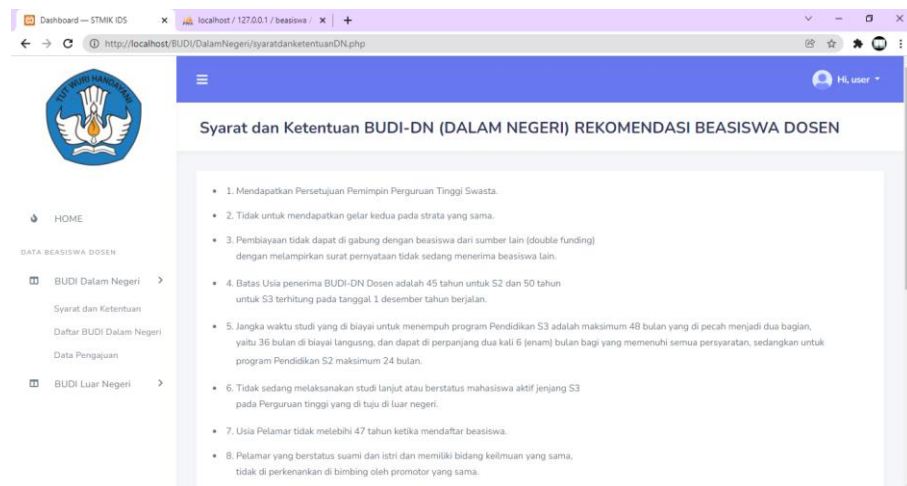 Dashboard — STMIK IDS
localhost / 127.0.0.1 / beasiswa /
http://localhost/BUDI/DalamNegeri/syaratdanketentuanDN.php
TUT WURI HANDAYANI
Hi, user
Syarat dan Ketentuan BUDI-DN (DALAM NEGERI) REKOMENDASI BEASISWA DOSEN
HOME
DATA BEASISWA DOSEN
BUDI Dalam Negeri
Syarat dan Ketentuan
Daftar BUDI Dalam Negeri
Data Pengajuan
BUDI Luar Negeri
• 1. Mendapatkan Persetujuan Pemimpin Perguruan Tinggi Swasta.
• 2. Tidak untuk mendapatkan gelar kedua pada strata yang sama.
• 3. Pembiayaan tidak dapat di gabung dengan beasiswa dari sumber lain (double funding)
dengan melampirkan surat pernyataan tidak sedang menerima beasiswa lain.
• 4. Batas Usia penerima BUDI-DN Dosen adalah 45 tahun untuk S2 dan 50 tahun
untuk S3 terhitung pada tanggal 1 desember tahun berjalan.
• 5. Jangka waktu studi yang di biayai untuk menempuh program Pendidikan S3 adalah maksimum 48 bulan yang di pecah menjadi dua bagian,
yaitu 36 bulan di biayai langusng, dan dapat di perpanjang dua kali 6 (enam) bulan bagi yang memenuhi semua persyaratan, sedangkan untuk
program Pendidikan S2 maksimum 24 bulan.
• 6. Tidak sedang melaksanakan studi lanjut atau berstatus mahasiswa aktif jenjang S3
pada Perguruan tinggi yang di tuju di luar negeri.
• 7. Usia Pelamar tidak melebihi 47 tahun ketika mendaftar beasiswa.
• 8. Pelamar yang berstatus suami dan istri dan memiliki bidang keilmuan yang sama,
tidak di perkenankan di bimbing oleh promotor yang sama.